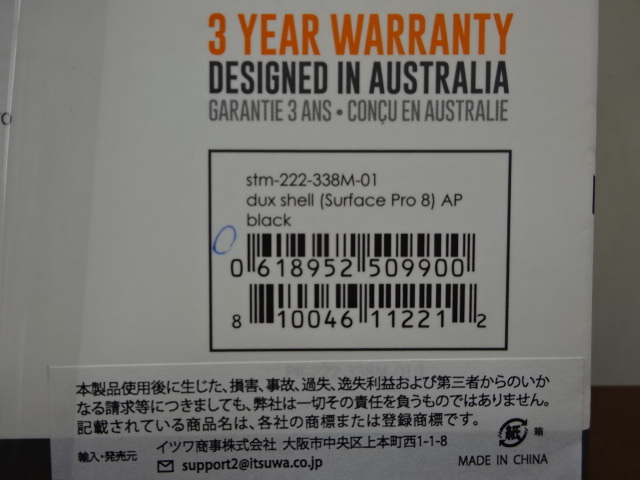 3 YEAR WARRANTY
DESIGNED IN AUSTRALIA
GARANTIE 3 ANS • CONÇU EN AUSTRALIE
stm-222-338M-01
dux shell (Surface Pro 8) AP
black
0 618952 509900
8 10046 11221 2
本製品使用後に生じた、損害、事故、過失、逸失利益および第三者からのいか
なる請求等につきましても、弊社は一切その責任を負うものではありません。
記載されている商品名は、各社の商標または登録商標です。
輸入・発売元 イツワ商事株式会社 大阪市中央区上本町西1-1-8
support2@itsuwa.co.jp
紙 箱
MADE IN CHINA